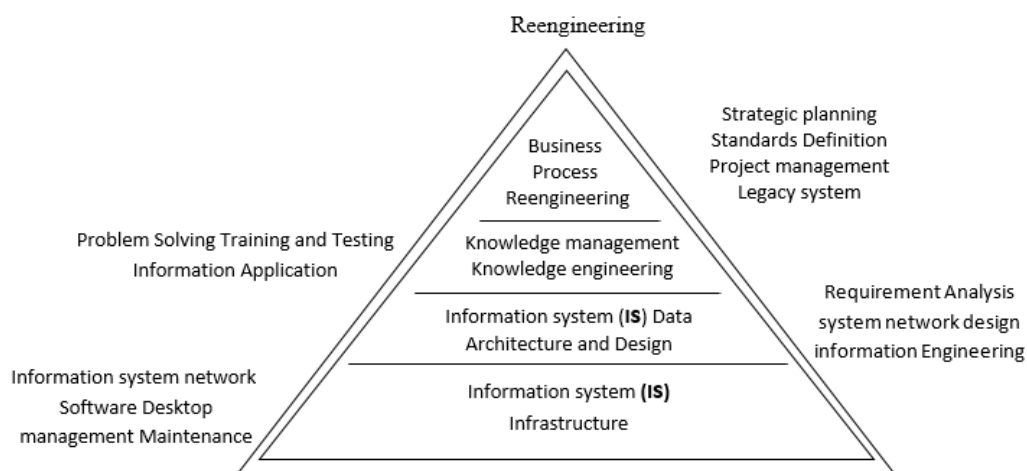 Reengineering
Strategic planning
Standards Definition
Project management
Legacy system
Business
Process
Reengineering
Problem Solving Training and Testing
Information Application
Knowledge management
Knowledge engineering
Requirement Analysis
system network design
information Engineering
Information system (IS) Data
Architecture and Design
Information system network
Software Desktop
management Maintenance
Information system (IS)
Infrastructure